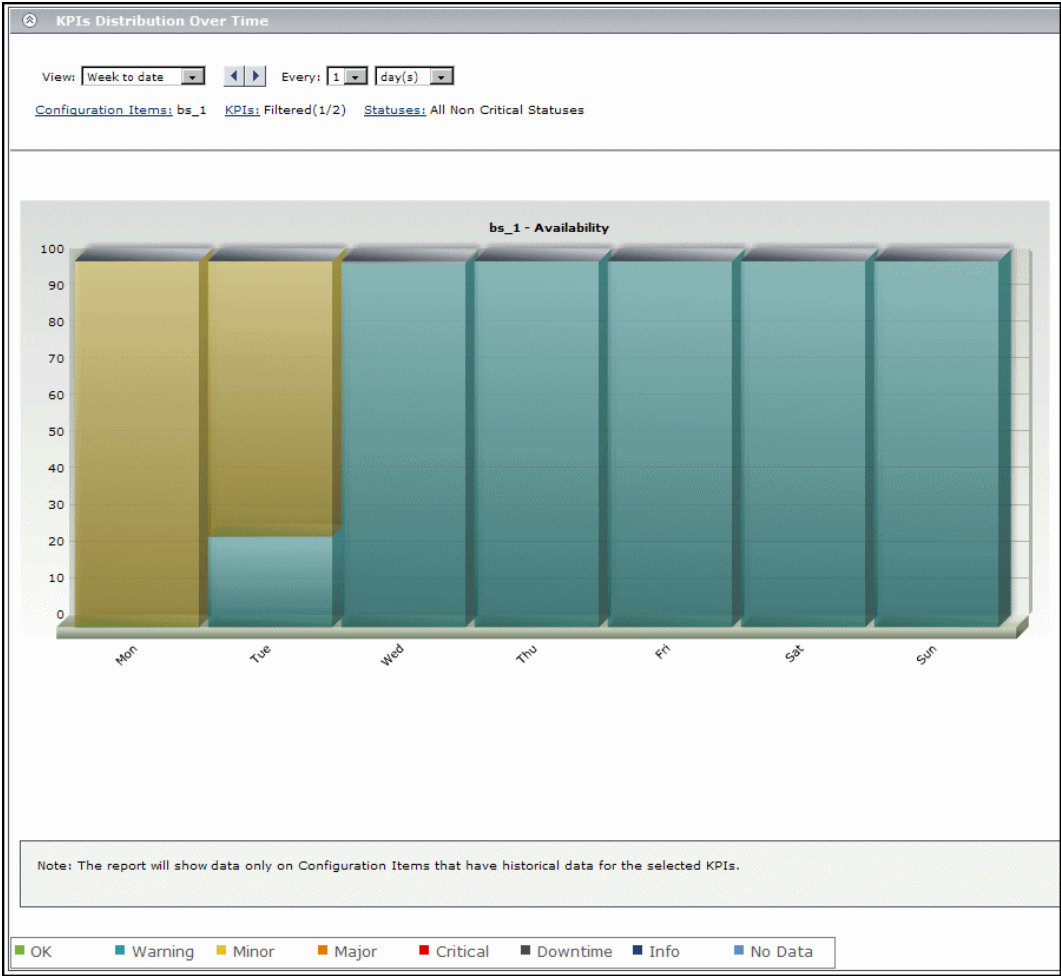 KPIs Distribution Over Time
View: Week to date Every: 1 day(s)
Configuration Items: bs_1 KPIs: Filtered(1/2) Statuses: All Non Critical Statuses
bs_1 - Availability
100
90
80
70
60
50
40
30
20
10
0
Mon Tue Wed Thu Fri Sat Sun
Note: The report will show data only on Configuration Items that have historical data for the selected KPIs.
OK Warning Minor Major Critical Downtime Info No Data